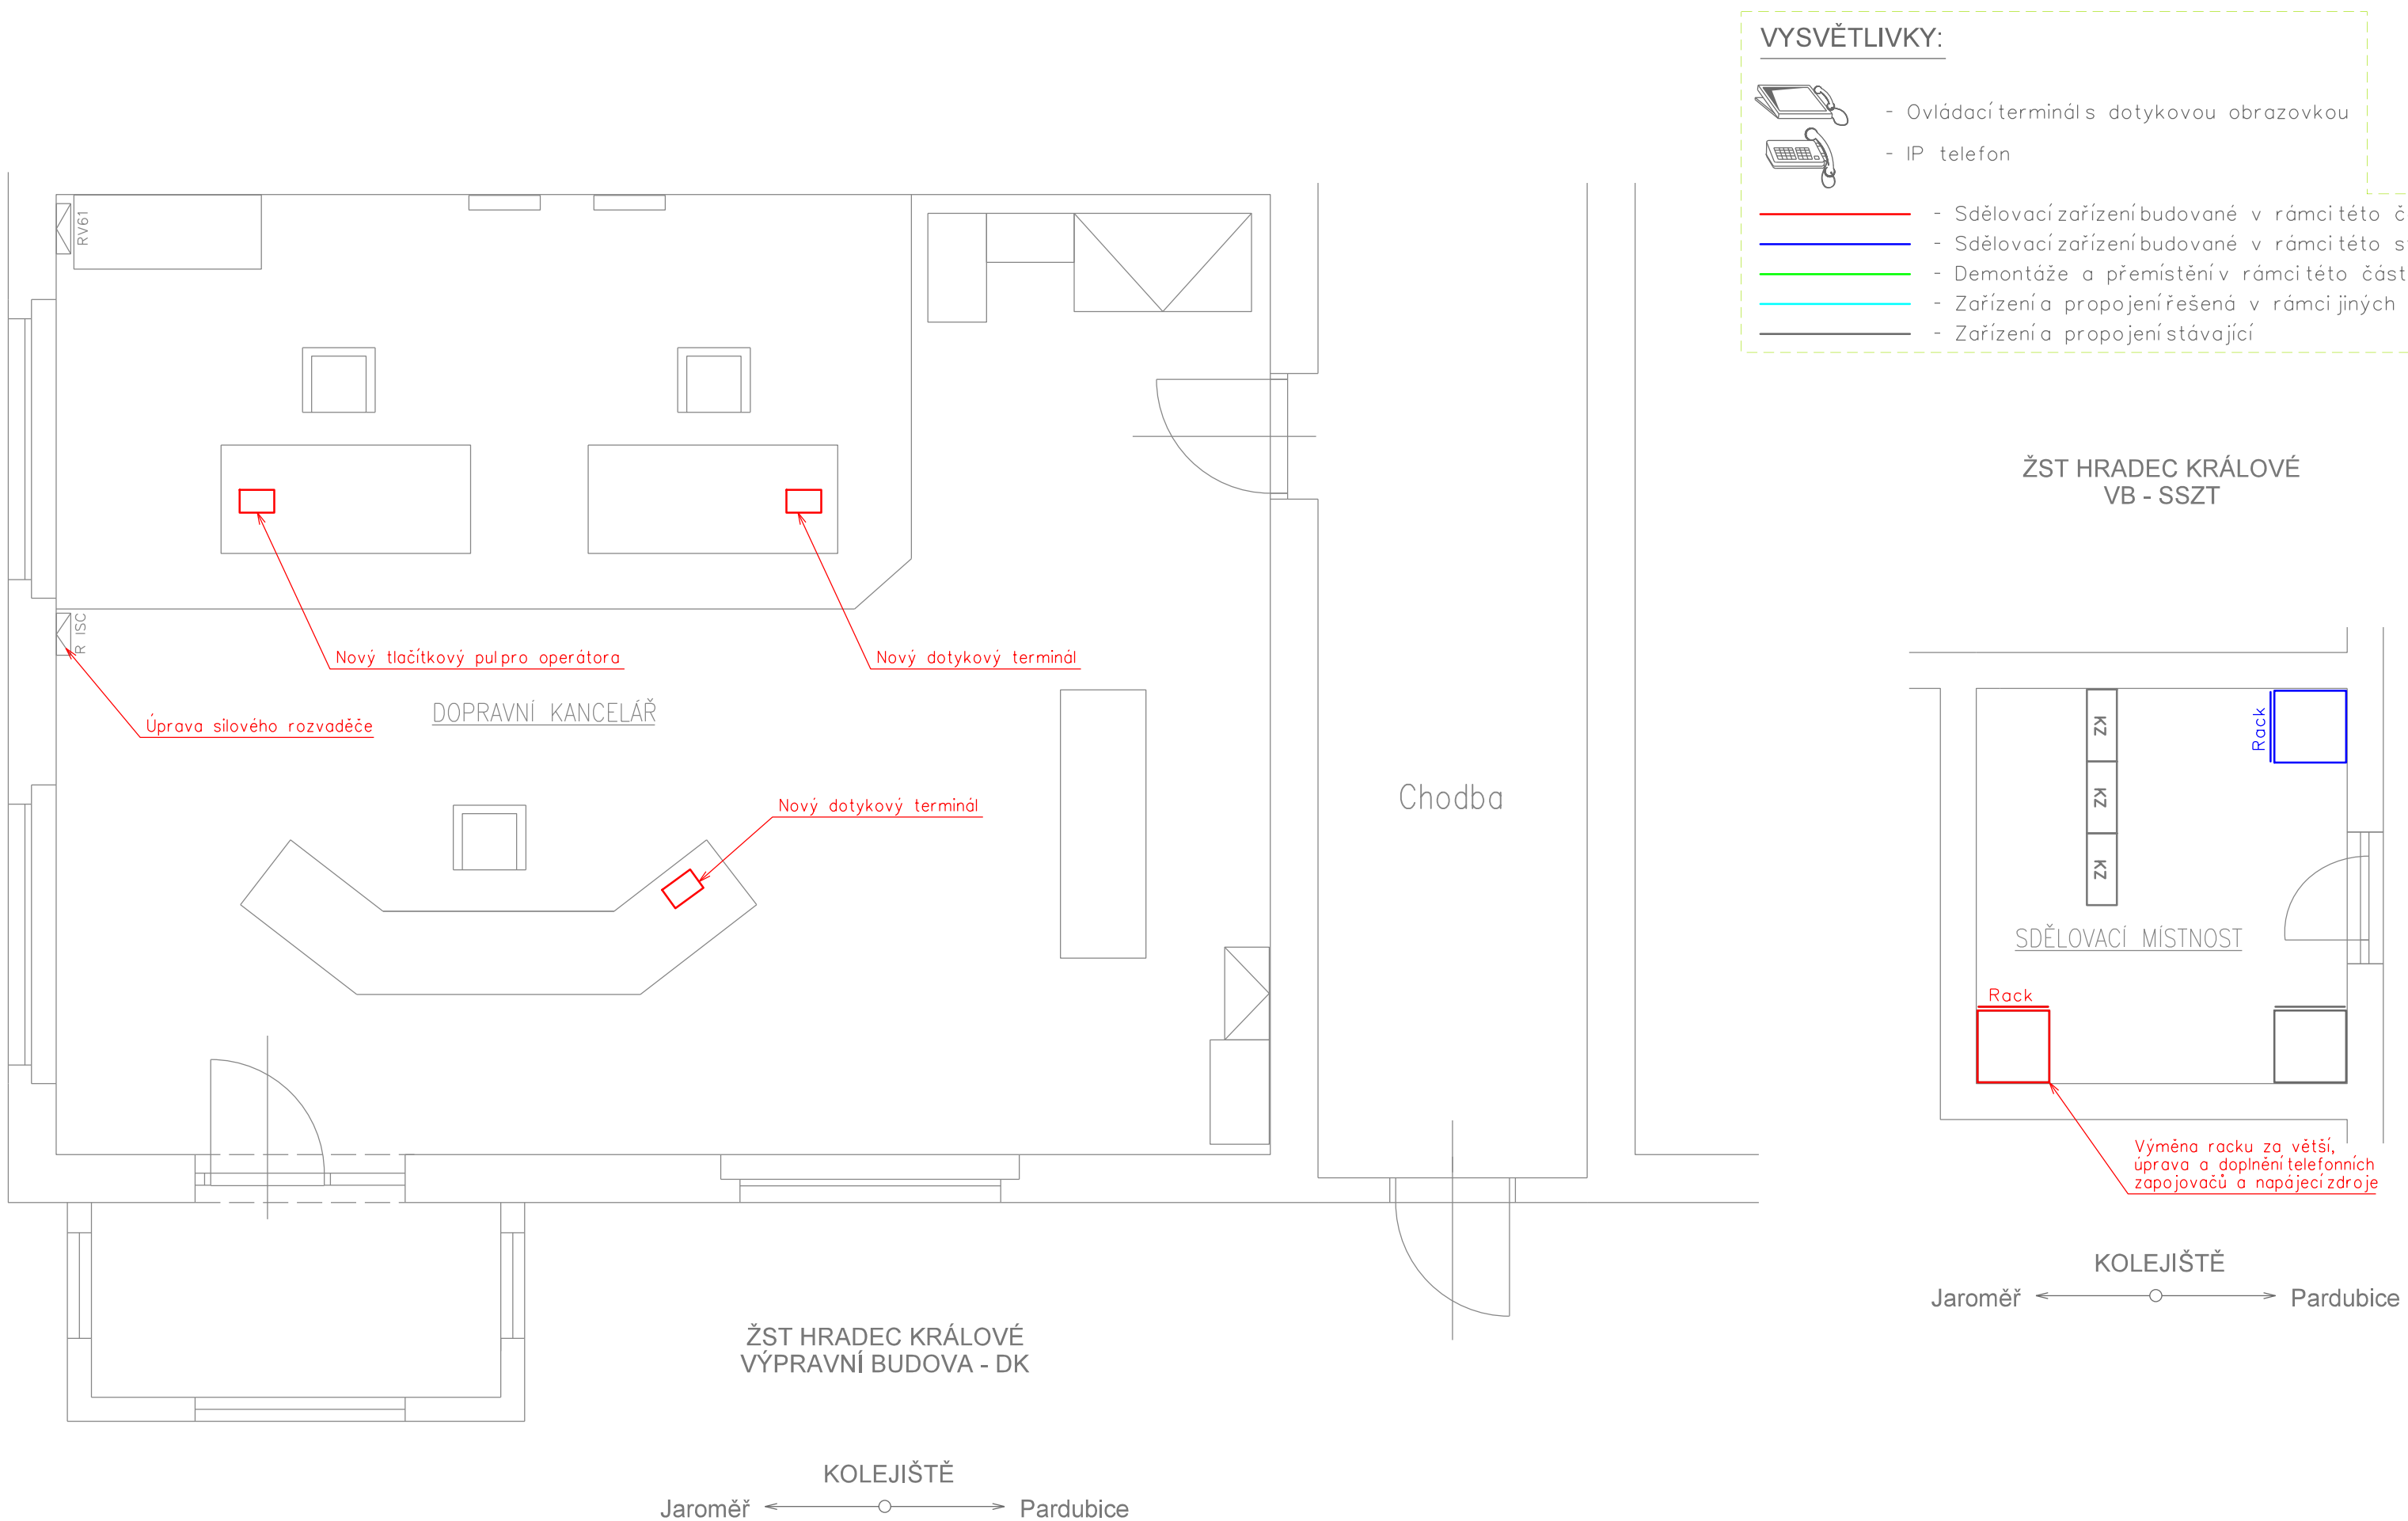 VYSVĚTLIVKY:
- Ovládací terminál s dotykovou obrazovkou
- IP telefon
- Sdělovací zařízení budované v rámci této č
- Sdělovací zařízení budované v rámci této s
- Demontáže a přemístění v rámci této část
- Zařízení a propojení řešená v rámci jiných
- Zařízení a propojení stávající
RV61
R ISC
Nový tlačítkový pul pro operátora
Nový dotykový terminál
Úprava silového rozvaděče
DOPRAVNÍ KANCELÁŘ
Nový dotykový terminál
Chodba
ŽST HRADEC KRÁLOVÉ
VÝPRAVNÍ BUDOVA - DK
KOLEJIŠTĚ
Jaroměř Pardubice
ŽST HRADEC KRÁLOVÉ
VB - SSZT
KZ
KZ
KZ
Rack
SDĚLOVACÍ MÍSTNOST
Rack
Výměna racku za větší,
úprava a doplnění telefonních
zapojovačů a napájecí zdroje
KOLEJIŠTĚ
Jaroměř Pardubice